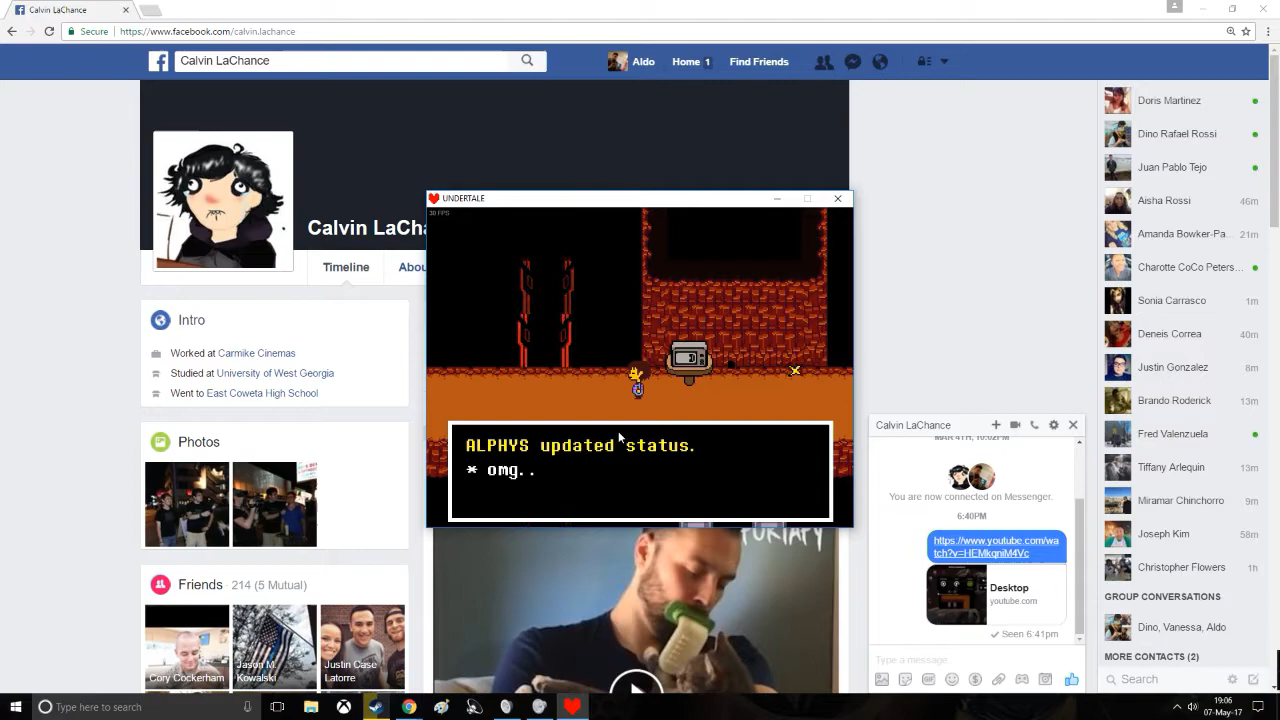 Calvin LaChance
Secure
https://www.facebook.com/calvin.lachance
Calvin LaChance
Aldo
Home 1
Find Friends
Calvin LaCha
Timeline
Abou
Intro
Worked at Carmike Cinemas
Studied at University of West Georgia
Went to East Coweta High School
Photos
Friends · 214 (5 Mutual)
Cory Cockerham
Jason M. Kowalski
Justin Case Latorre
UNDERTALE
30 FPS
ALPHYS updated status.
* omg..
Doris Martinez
Dino Rafael Rossi
Juan Pablo Tejo
Aisha Rossi 46m
Amanda Bowker-Pa... 21m
Charotte CoCo Peters...
Sonia Carrasco 1m
Deneis Correa 40m
Justin Gonzalez 8m
Brando Roderick 13m
Fred Valenzuela
Tiffany Arlequin 13m
Miramar Chinchorro 9m
Joseph Kim 58m
Christopher Flowers 1h
GROUP CONVERSATIONS
Dino, Vanessa, Aldo
MORE CONTACTS (2)
Search
Calvin LaChance
MAR 4TH, 10:02PM
You are now connected on Messenger.
6:40PM
https://www.youtube.com/wa
tch?v=HEMkqniM4Vc
Desktop
youtube.com
Seen 6:41pm
Type a message...
Type here to search
19:06
07-May-17